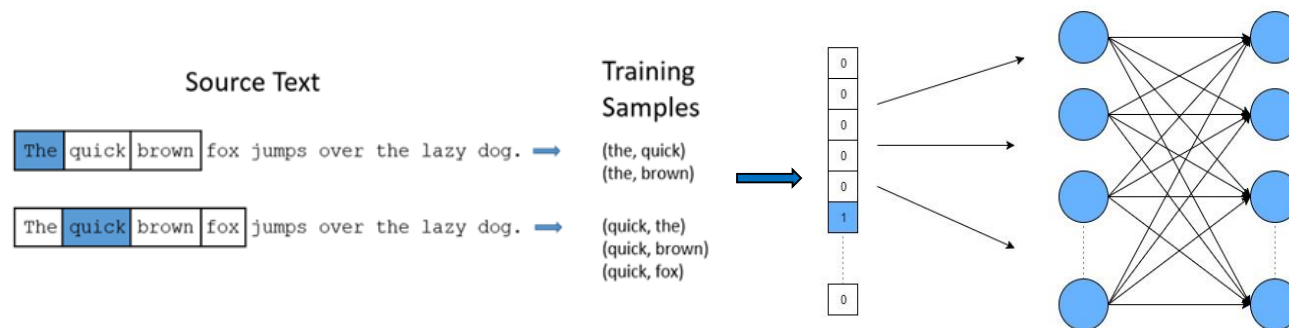 Source Text
The quick brown fox jumps over the lazy dog.
The quick brown fox jumps over the lazy dog.
Training
Samples
(the, quick)
(the, brown)
(quick, the)
(quick, brown)
(quick, fox)
0
0
0
0
0
1
0